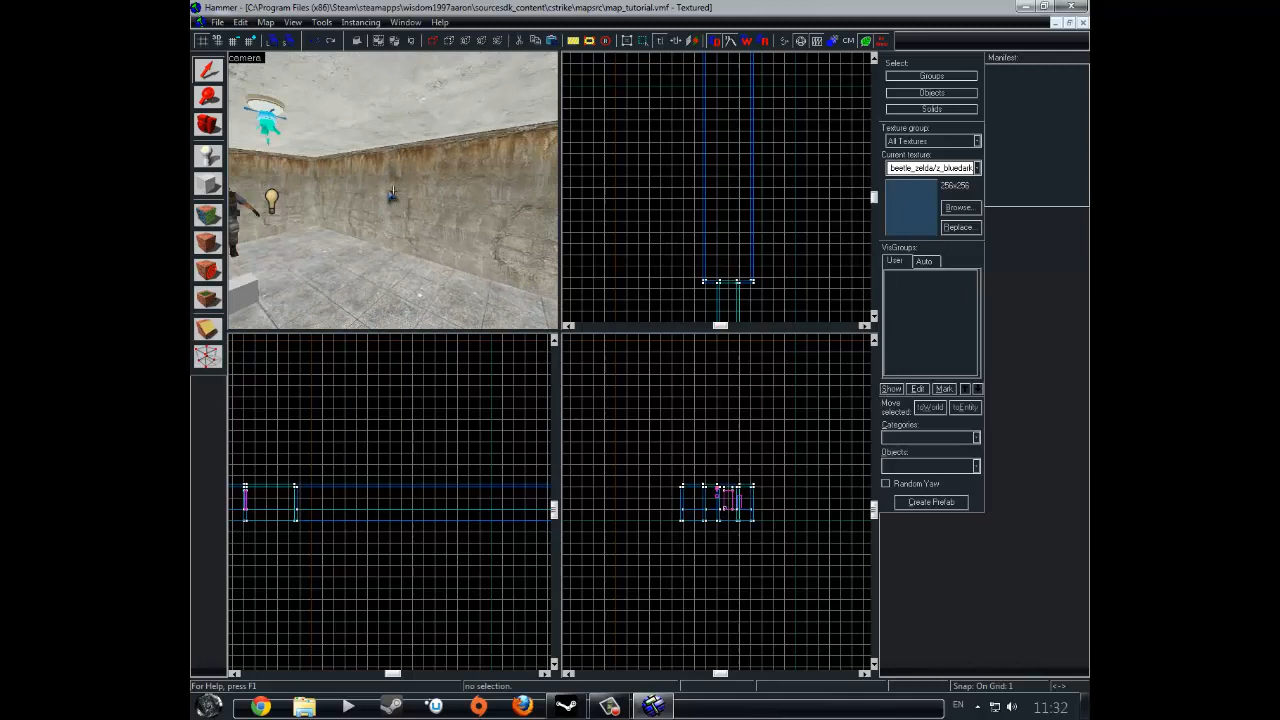 Hammer - [C:\Program Files (x86)\Steam\steamapps\wisdom1997aaron\sourcesdk_content\cstrike\mapsrc\map_tutorial.vmf - Textured]
File Edit Map View Tools Instancing Window Help
camera
Select:
Groups
Objects
Solids
Texture group:
All Textures
Current texture:
beetle_zelda/z_bluedark
256x256
Browse...
Replace...
VisGroups:
User Auto
Show Edit Mark
Move selected:
toWorld toEntity
Categories:
Objects:
Random Yaw
Create Prefab
Manifest:
For Help, press F1
no selection.
Snap: On Grid: 1
<->
EN
11:32